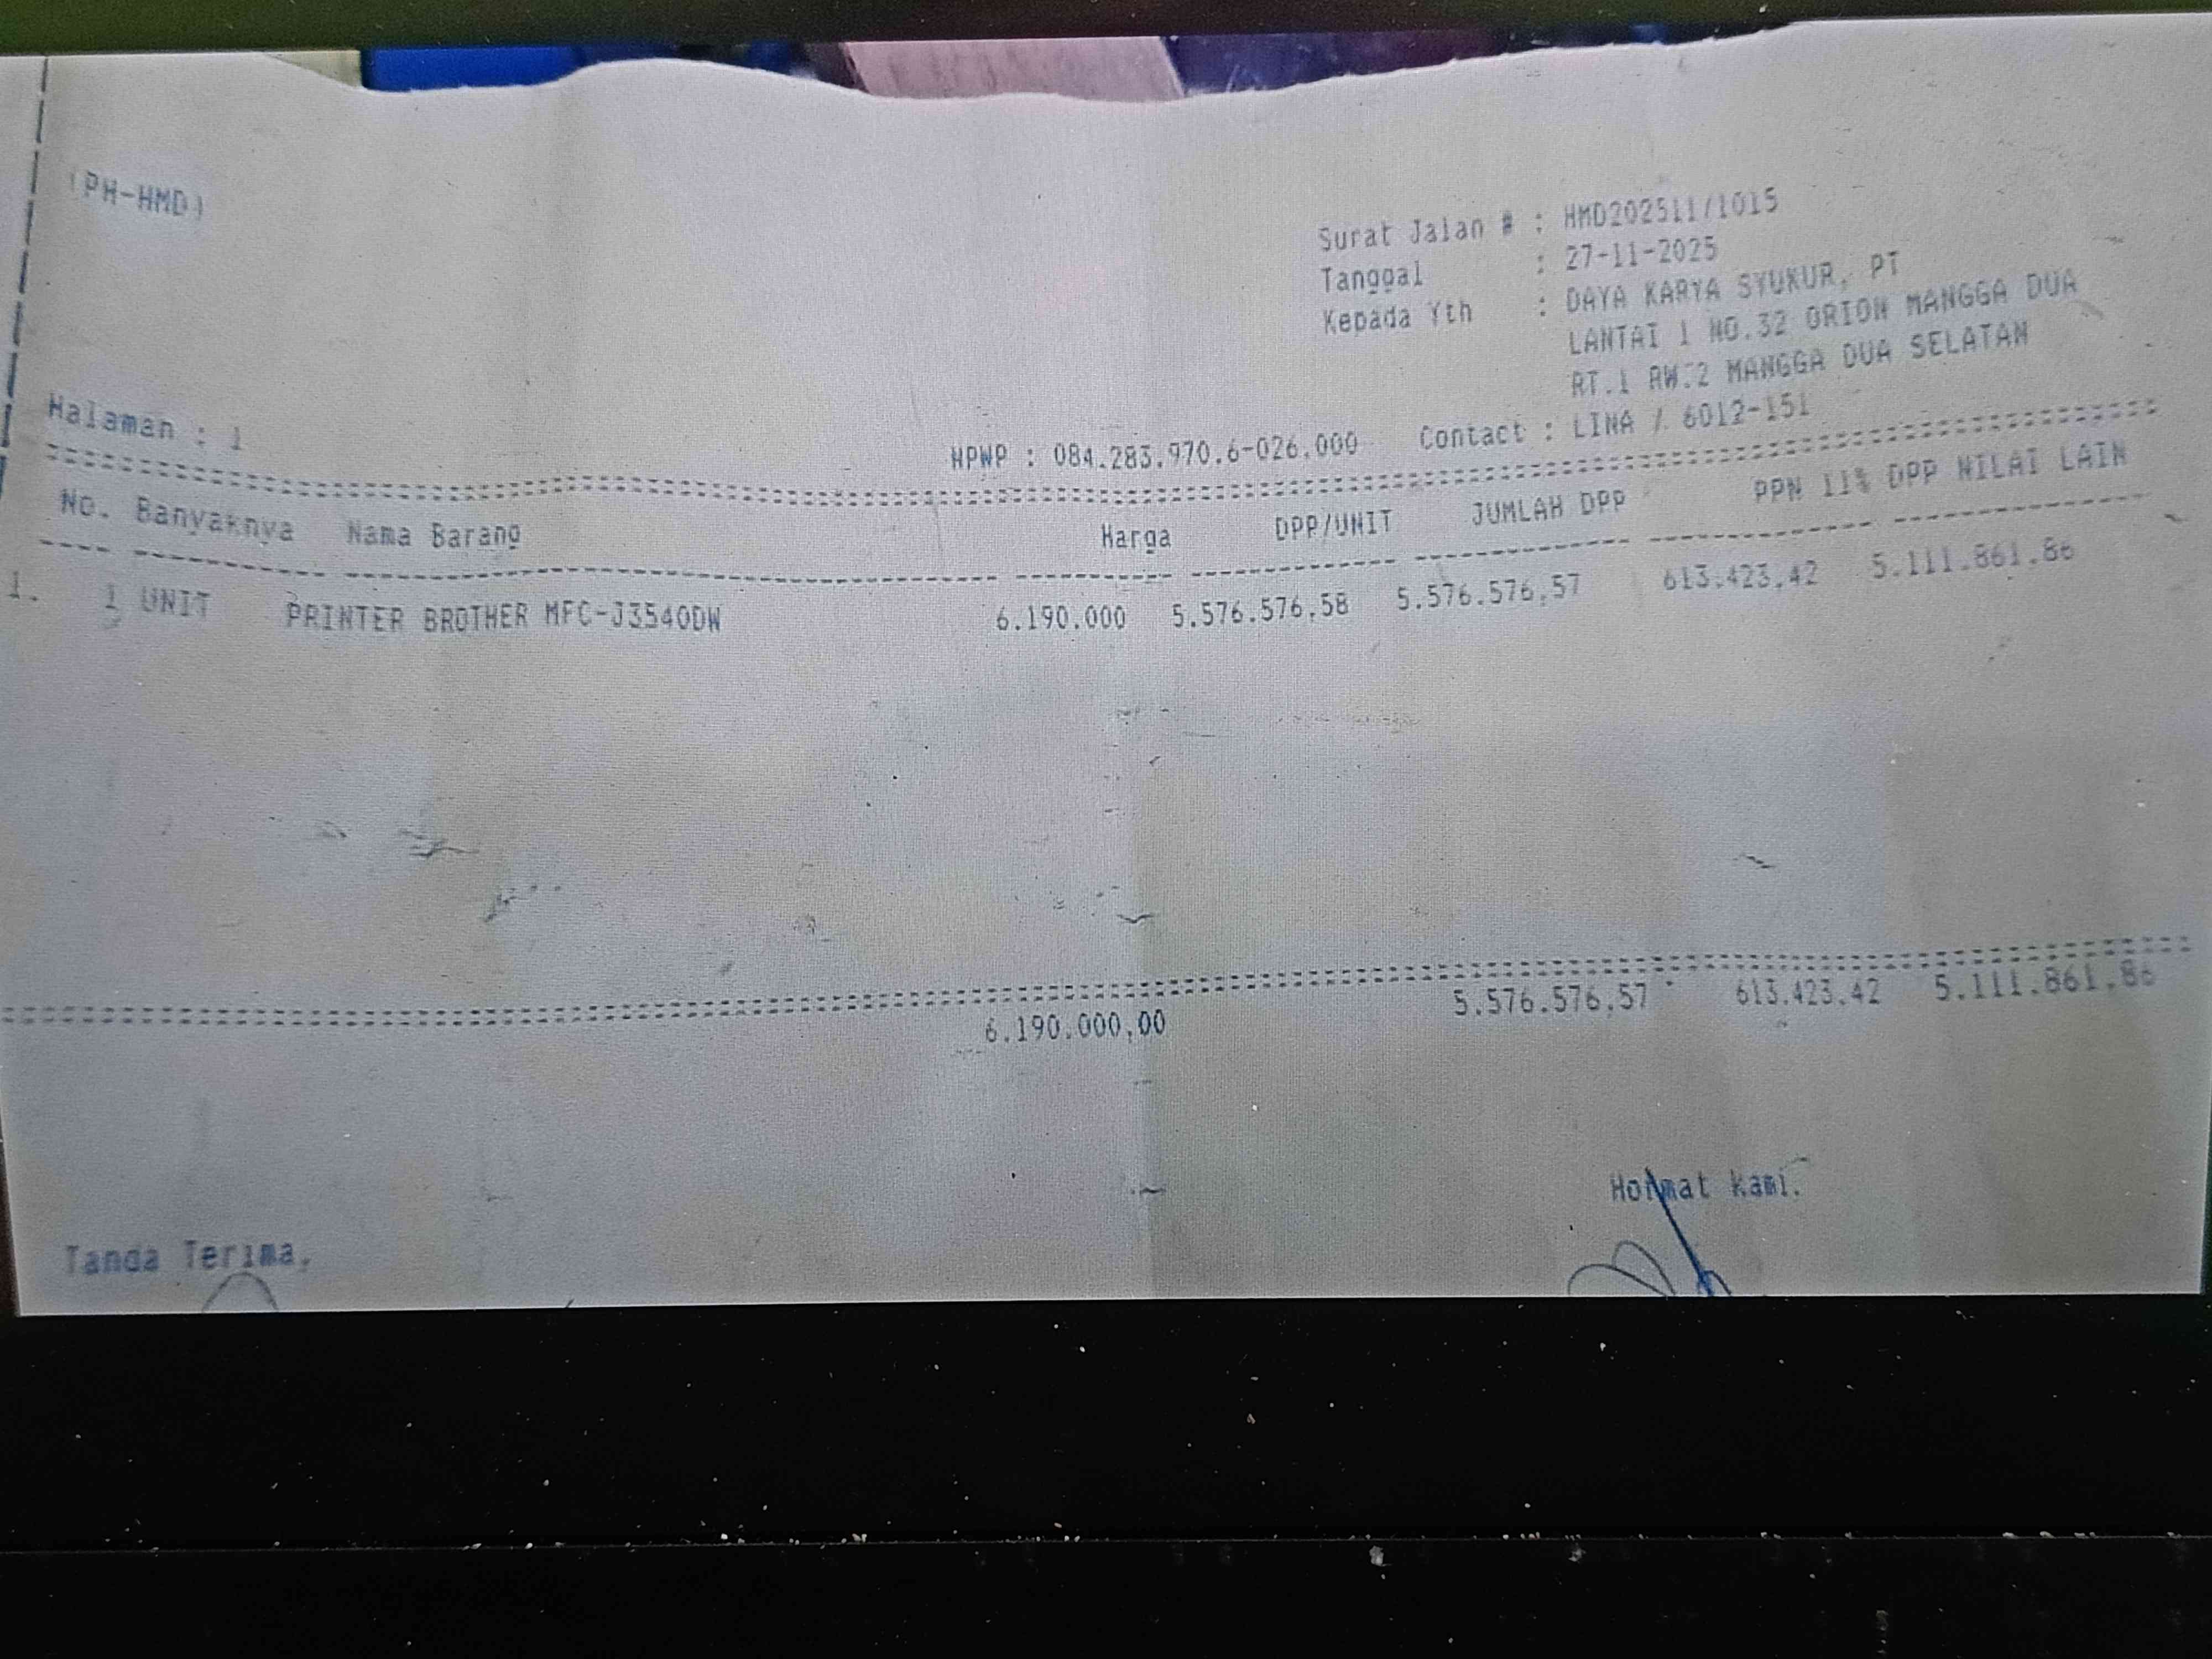 (PH-HMD)
Surat Jalan # : HMD202511/1015
Tanggal : 27-11-2025
Kepada Yth : DAYA KARYA SYUKUR, PT
LANTAI 1 NO.32 ORION MANGGA DUA
RT.1 RW.2 MANGGA DUA SELATAN
Halaman : 1 NPWP : 084.283.970.6-026.000 Contact : LINA / 6012-151
No. Banyaknya Nama Barang Harga DPP/UNIT JUMLAH DPP PPN 11% DPP NILAI LAIN
1. 1 UNIT PRINTER BROTHER MFC-J3540DW 6.190.000 5.576.576,58 5.576.576,57 613.423,42 5.111.861,86
6.190.000,00 5.576.576,57 613.423,42 5.111.861,86
Tanda Terima, Hormat kami,